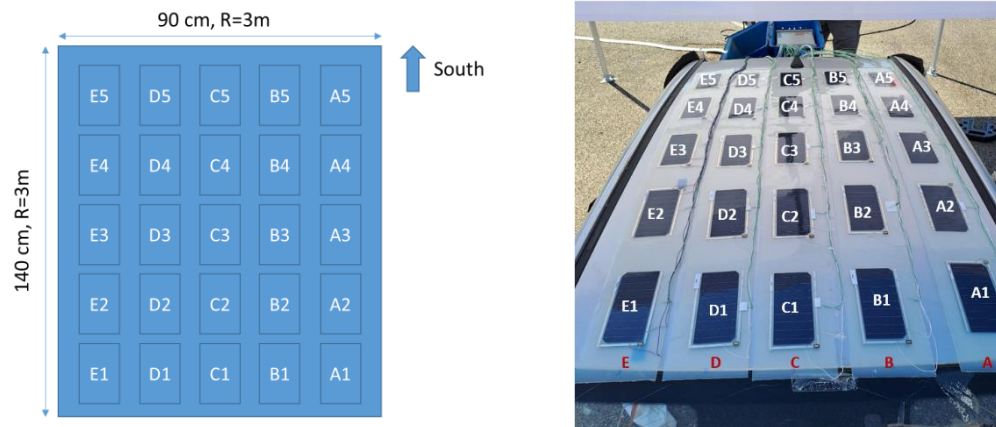 90 cm, R=3m
South
140 cm, R=3m
E5 D5 C5 B5 A5
E4 D4 C4 B4 A4
E3 D3 C3 B3 A3
E2 D2 C2 B2 A2
E1 D1 C1 B1 A1
E5 D5 C5 B5 A5
E4 D4 C4 B4 A4
E3 D3 C3 B3 A3
E2 D2 C2 B2 A2
E1 D1 C1 B1 A1
E D C B A